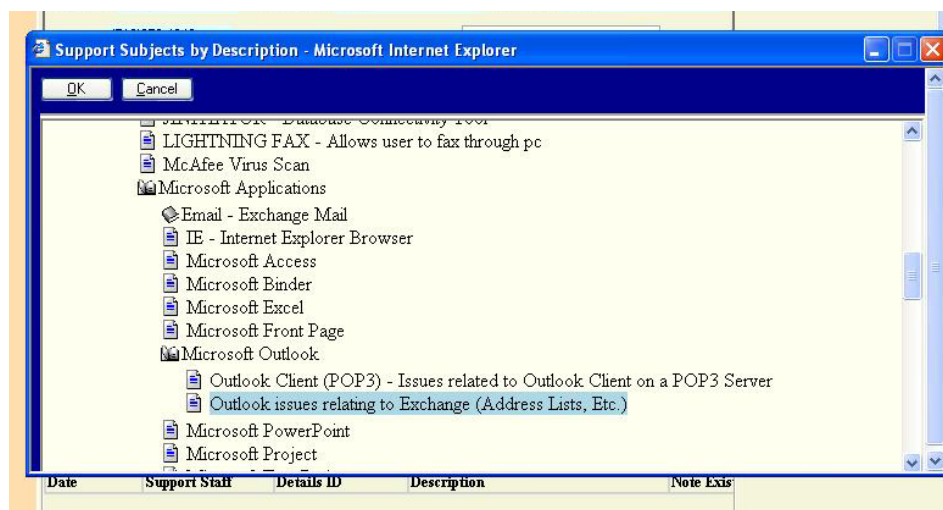 Support Subjects by Description - Microsoft Internet Explorer
OK Cancel
Database Connectivity Tool
LIGHTNING FAX - Allows user to fax through pc
McAfee Virus Scan
Microsoft Applications
Email - Exchange Mail
IE - Internet Explorer Browser
Microsoft Access
Microsoft Binder
Microsoft Excel
Microsoft Front Page
Microsoft Outlook
Outlook Client (POP3) - Issues related to Outlook Client on a POP3 Server
Outlook issues relating to Exchange (Address Lists, Etc.)
Microsoft PowerPoint
Microsoft Project
Date Support Staff Details ID Description Note Exis